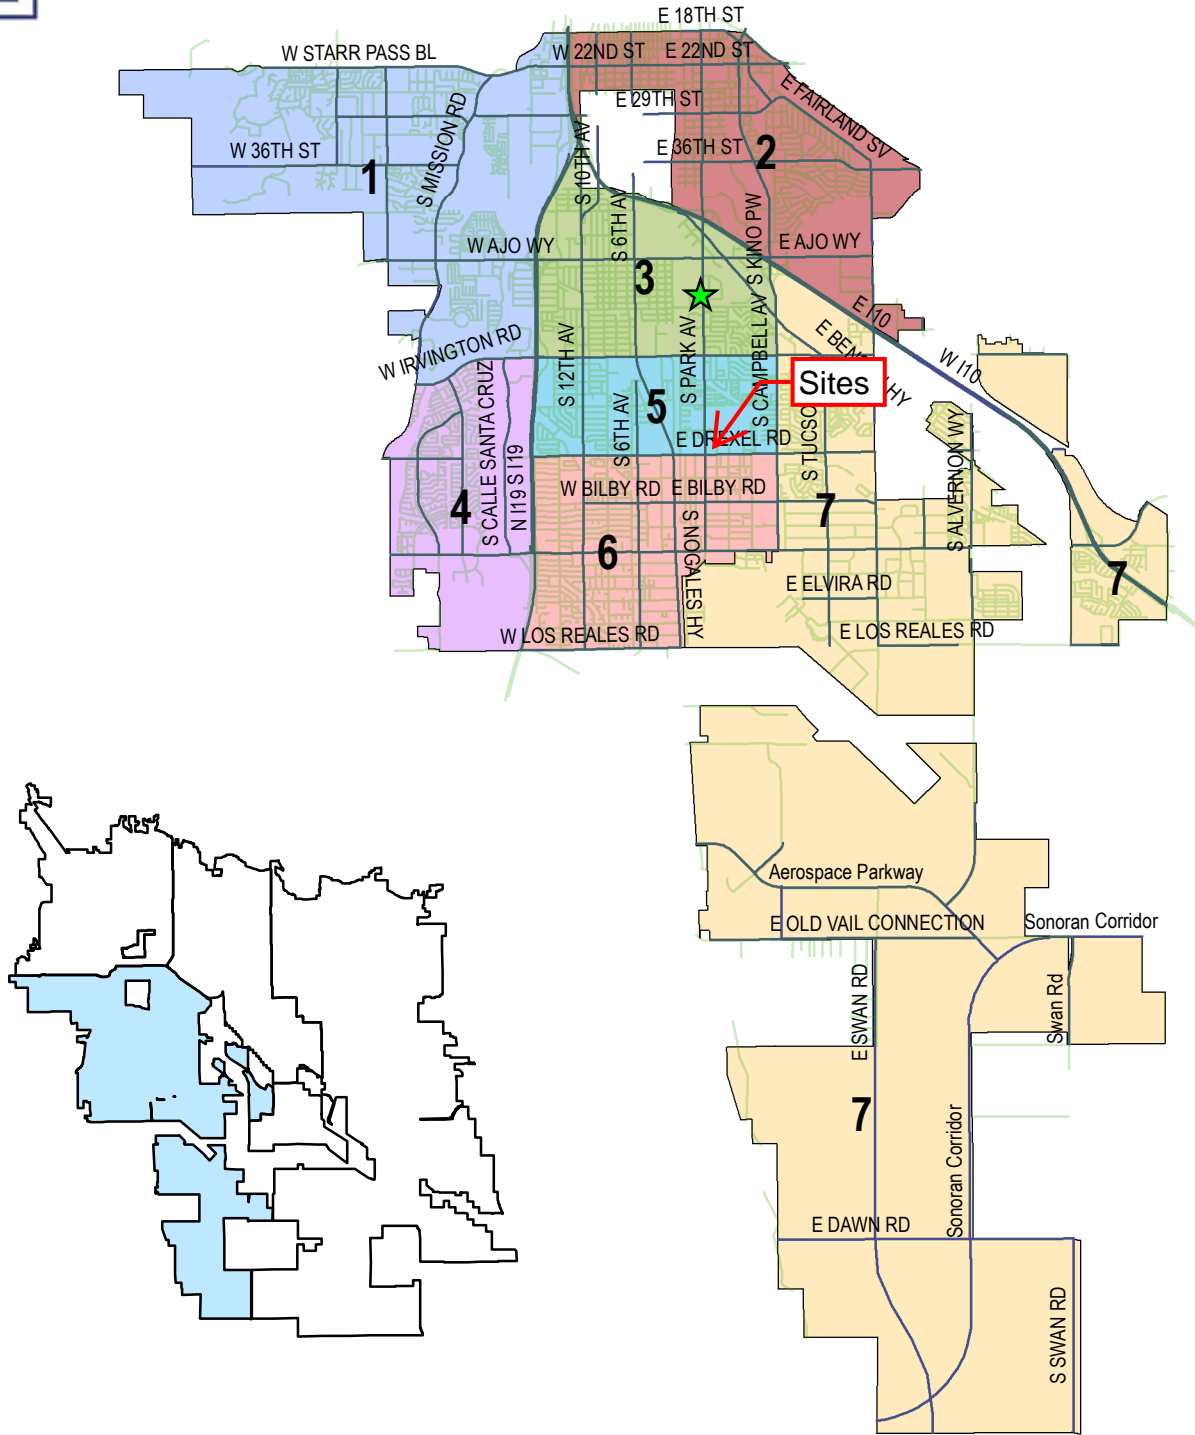 E 18TH ST
W STARR PASS BL
W 22ND ST
E 22ND ST
E FAIRLAND SV
E 29TH ST
S MISSION RD
S 10TH AV
W 36TH ST
E 36TH ST
2
1
S 6TH AV
S KINO PW
W AJO WY
E AJO WY
3
E I10
W IRVINGTON RD
S 12TH AV
S PARK AV
S CAMPBELL AV
W I10
Sites
S CALLE SANTA CRUZ
5
S 6TH AV
E DREXEL RD
S ALVERNON WY
N I19 S I19
W BILBY RD
E BILBY RD
4
7
S NOGALES HY
6
E ELVIRA RD
7
W LOS REALES RD
E LOS REALES RD
Aerospace Parkway
E OLD VAIL CONNECTION
Sonoran Corridor
E SWAN RD
Swan Rd
7
Sonoran Corridor
E DAWN RD
S SWAN RD